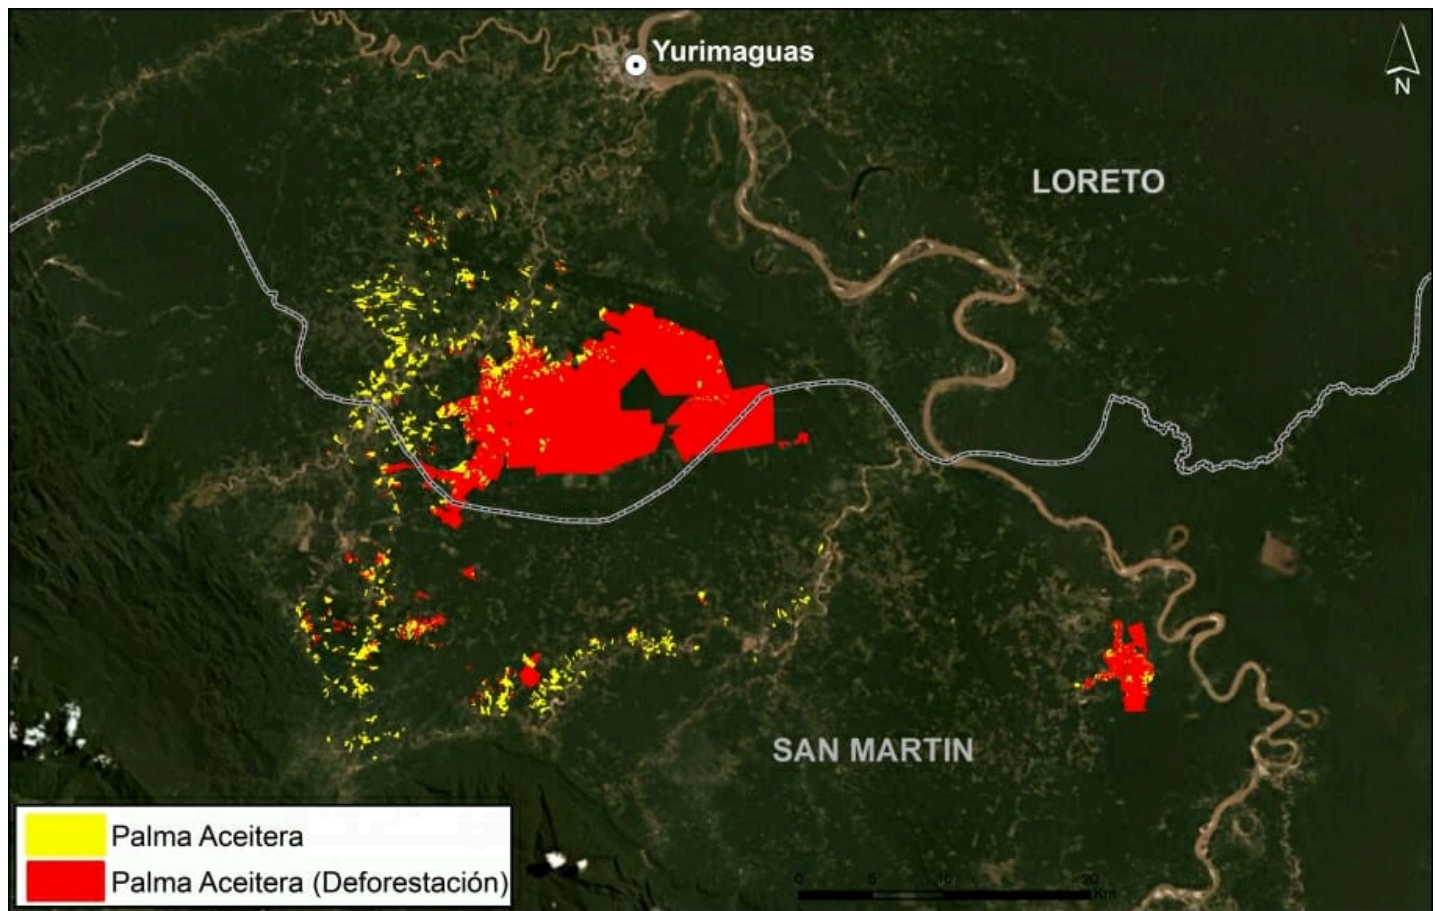 Yurimaguas
N
LORETO
SAN MARTIN
Palma Aceitera
Palma Aceitera (Deforestación)
0 5 10 20
Km